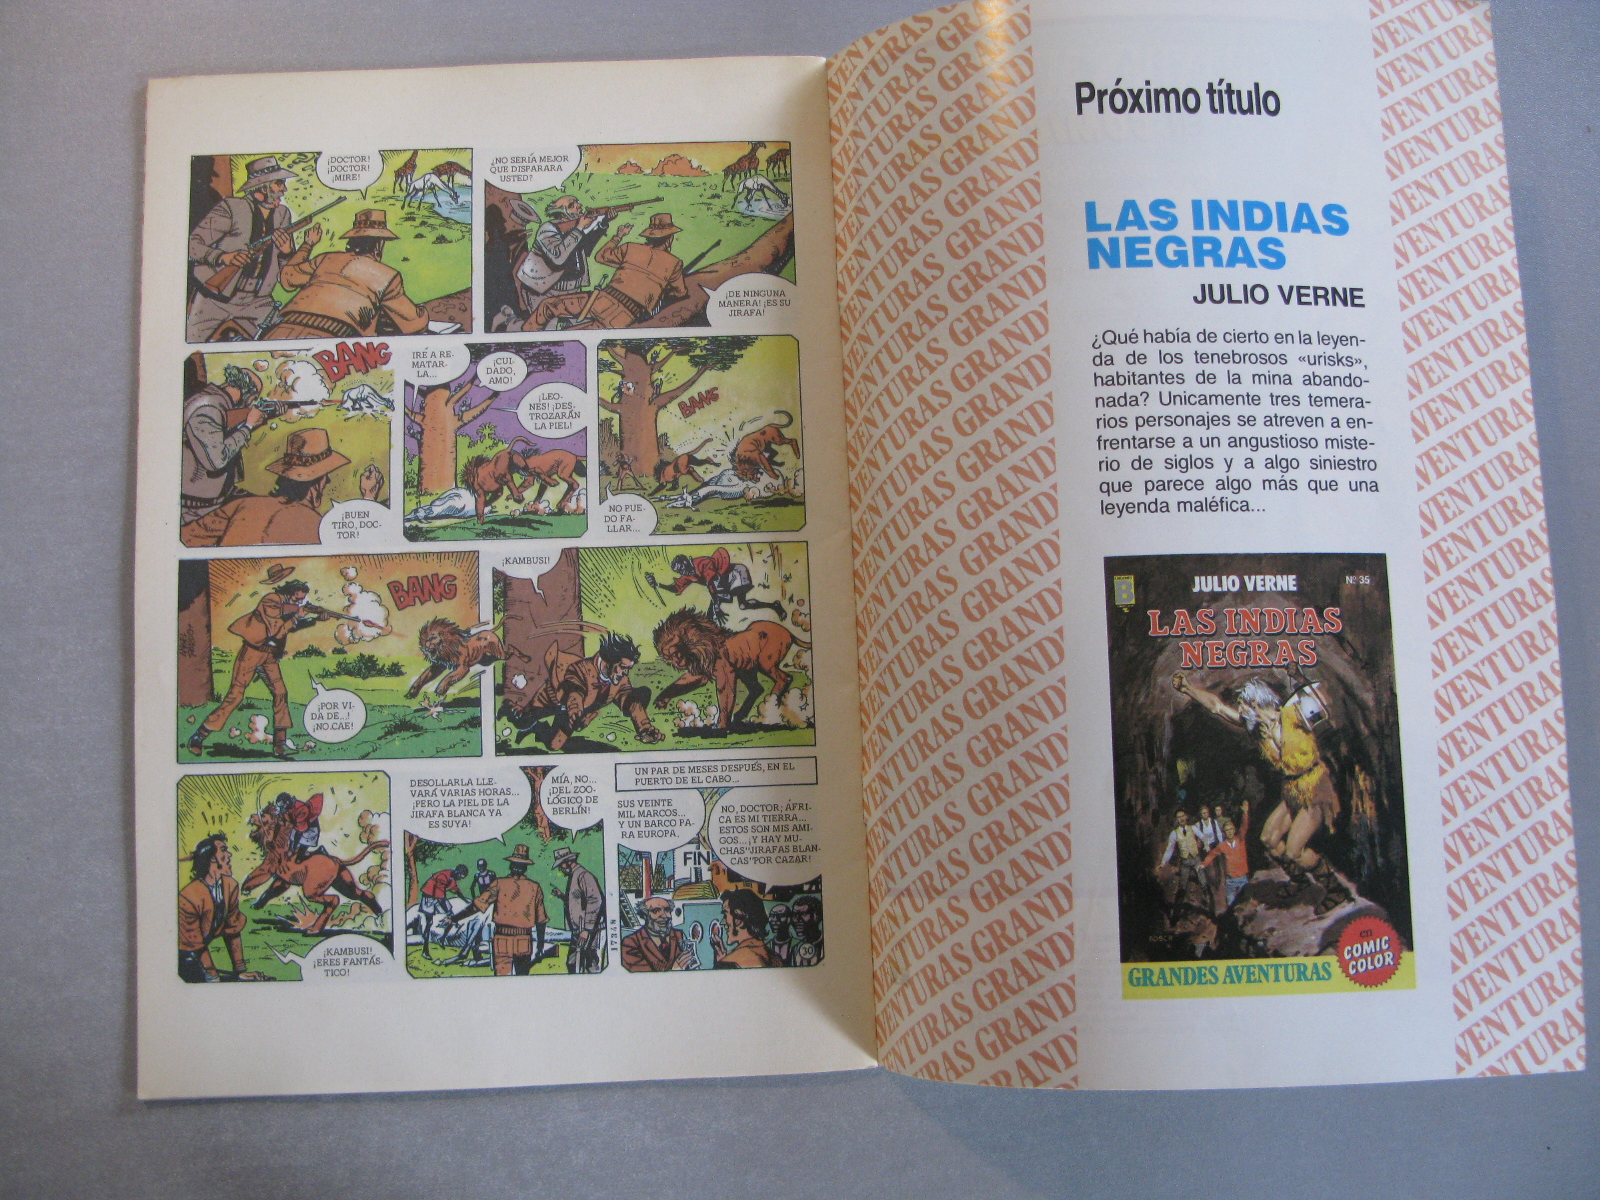 ¡DOCTOR!
¡DOCTOR!
¡MIRE!
¿NO SERÍA MEJOR
QUE DISPARARA
USTED?
¡DE NINGUNA
MANERA! ¡ES SU
JIRAFA!
BANG
¡BUEN
TIRO, DOC-
TOR!
IRÉ A RE-
MATAR-
LA...
¡CUI-
DADO,
AMO!
¡LEO-
NES! ¡DES-
TROZARÁN
LA PIEL!
BANG
NO PUE-
DO FA-
LLAR...
BANG
¡POR VI-
DA DE...!
¡NO CAE!
¡KAMBUSI!
¡KAMBUSI!
¡ERES FANTÁS-
TICO!
DESOLLARLA LLE-
VARÁ VARIAS HORAS...
¡PERO LA PIEL DE LA
JIRAFA BLANCA YA
ES SUYA!
MÍA, NO...
¡DEL ZOO-
LÓGICO DE
BERLÍN!
UN PAR DE MESES DESPUÉS, EN EL
PUERTO DE EL CABO...
SUS VEINTE
MIL MARCOS...
Y UN BARCO PA-
RA EUROPA.
NO, DOCTOR; ÁFRI-
CA ES MI TIERRA...
ESTOS SON MIS AMI-
GOS... ¡Y HAY MU-
CHAS "JIRAFAS BLAN-
CAS" POR CAZAR!
FIN
30
Próximo título
LAS INDIAS
NEGRAS
JULIO VERNE
¿Qué había de cierto en la leyen-
da de los tenebrosos «urisks»,
habitantes de la mina abando-
nada? Unicamente tres temera-
rios personajes se atreven a en-
frentarse a un angustioso miste-
rio de siglos y a algo siniestro
que parece algo más que una
leyenda maléfica...
B
JULIO VERNE
Nº 35
LAS INDIAS
NEGRAS
BOSCH
en
COMIC
COLOR
GRANDES AVENTURAS